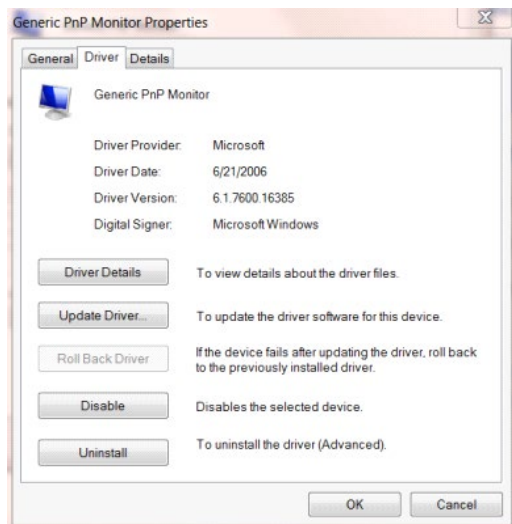 Generic PnP Monitor Properties
General Driver Details
Generic PnP Monitor
Driver Provider: Microsoft
Driver Date: 6/21/2006
Driver Version: 6.1.7600.16385
Digital Signer: Microsoft Windows
Driver Details To view details about the driver files.
Update Driver... To update the driver software for this device.
Roll Back Driver If the device fails after updating the driver, roll back
to the previously installed driver.
Disable Disables the selected device.
Uninstall To uninstall the driver (Advanced).
OK Cancel